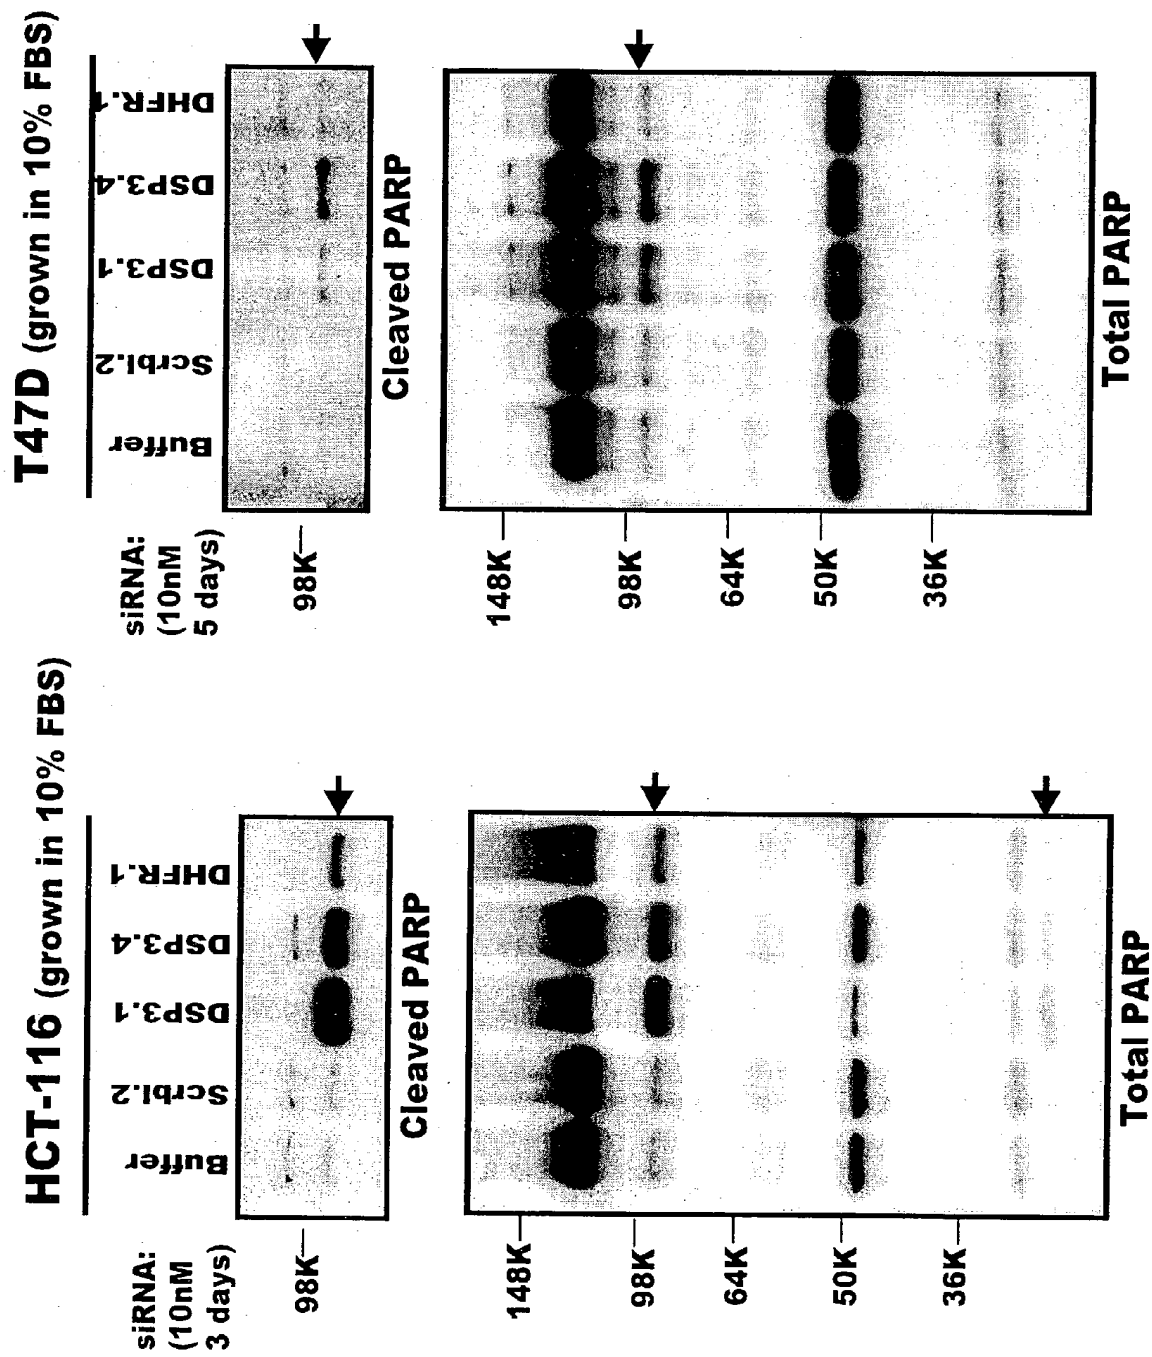 HCT-116 (grown in 10% FBS)
siRNA:
(10nM
3 days)
Buffer
Scrbl.2
DSP3.1
DSP3.4
DHFR.1
98K
Cleaved PARP
148K
98K
64K
50K
36K
Total PARP
T47D (grown in 10% FBS)
siRNA:
(10nM
5 days)
Buffer
Scrbl.2
DSP3.1
DSP3.4
DHFR.1
98K
Cleaved PARP
148K
98K
64K
50K
36K
Total PARP